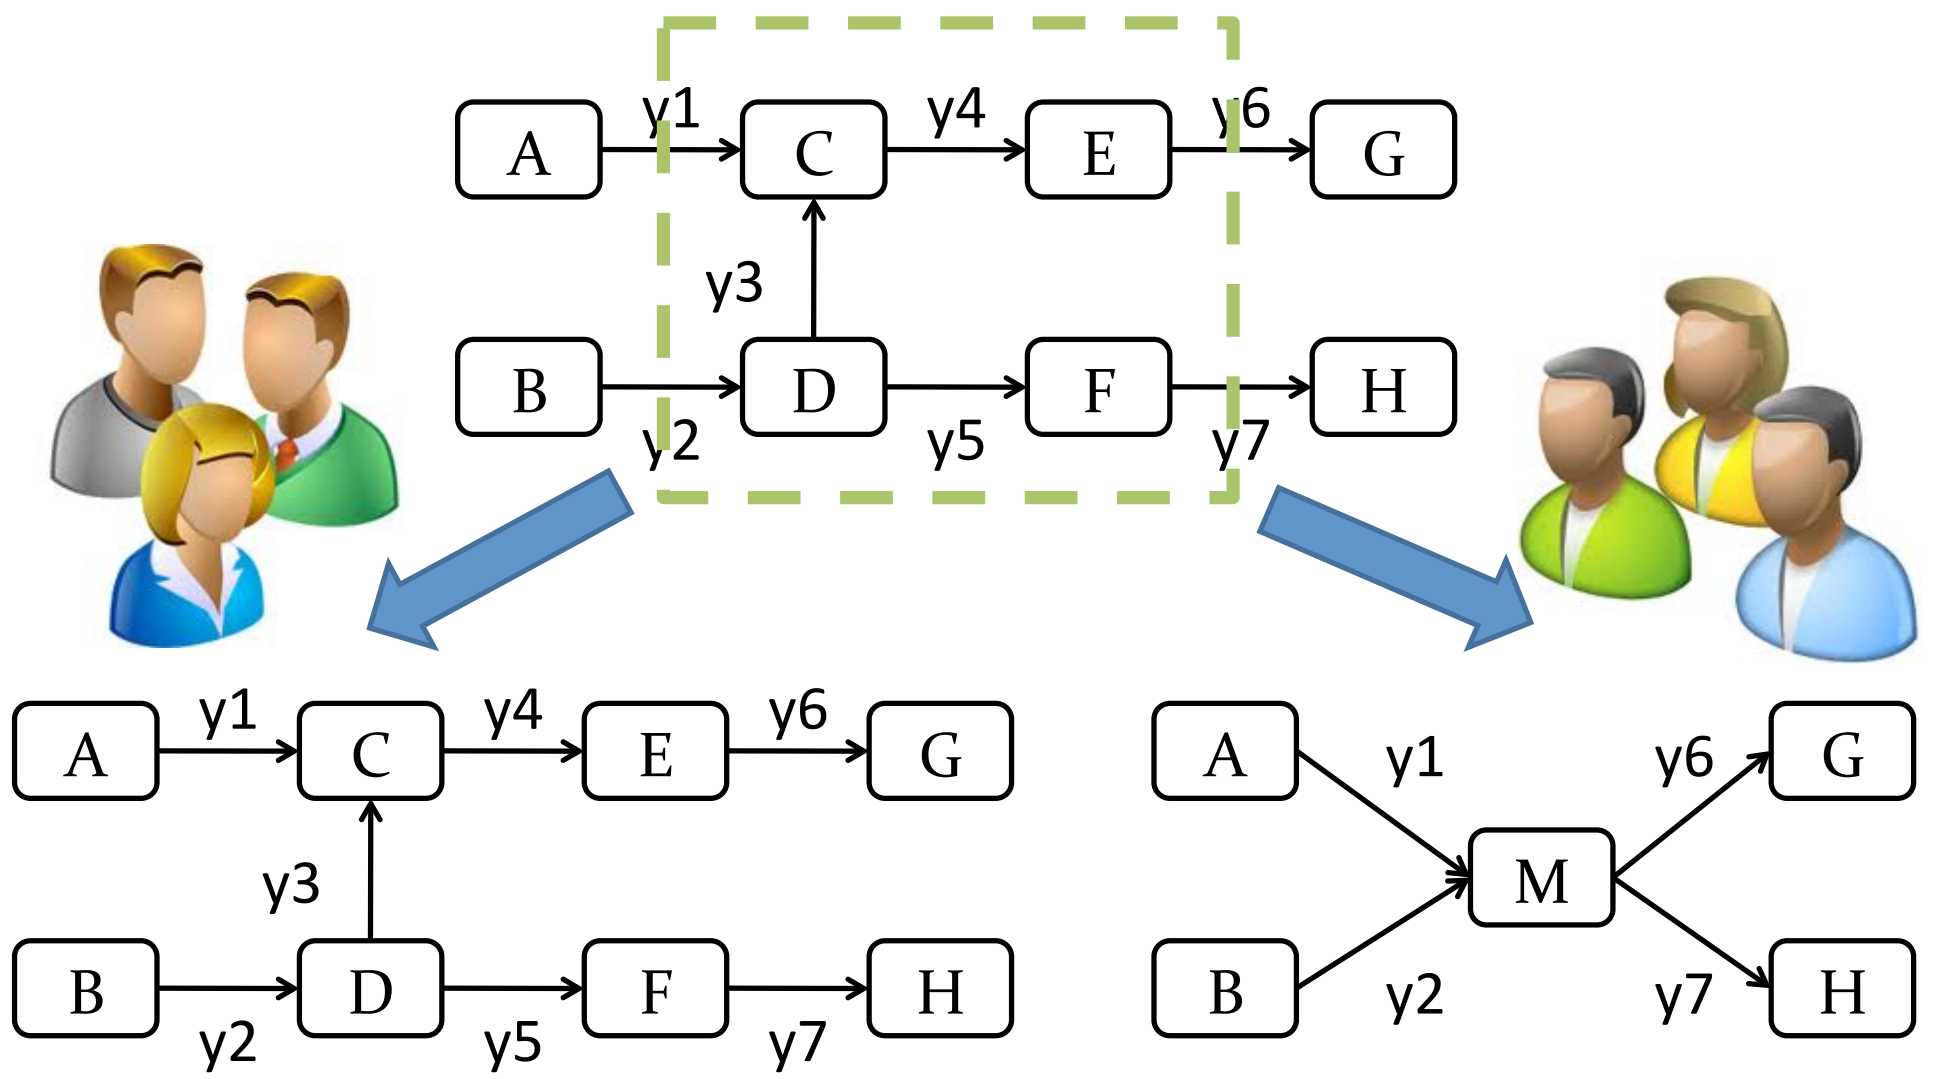 y1 y4 y6
A C E G
y3
B D F H
y2 y5 y7
y1 y4 y6
A C E G
y3
B D F H
y2 y5 y7
A y1 y6 G
M
B y2 y7 H